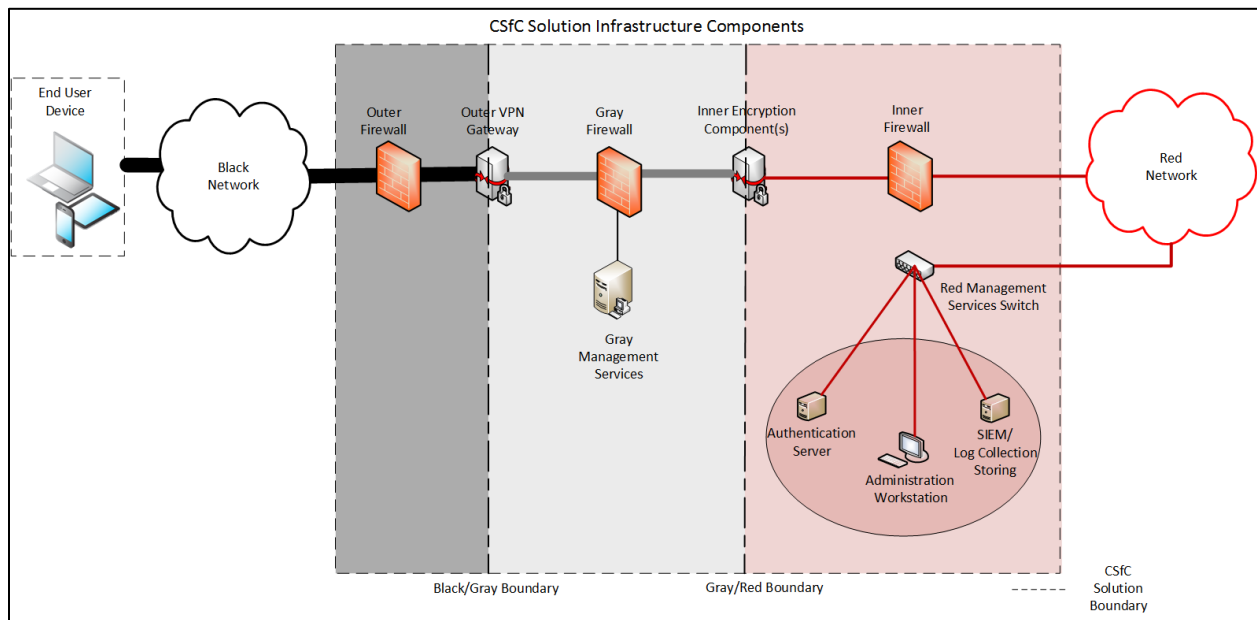 CSfC Solution Infrastructure Components
End User
Device
Black
Network
Outer
Firewall
Outer VPN
Gateway
Gray
Firewall
Inner Encryption
Component(s)
Inner
Firewall
Red
Network
Gray
Management
Services
Red Management
Services Switch
Authentication
Server
Administration
Workstation
SIEM/
Log Collection
Storing
Black/Gray Boundary
Gray/Red Boundary
CSfC
Solution
Boundary